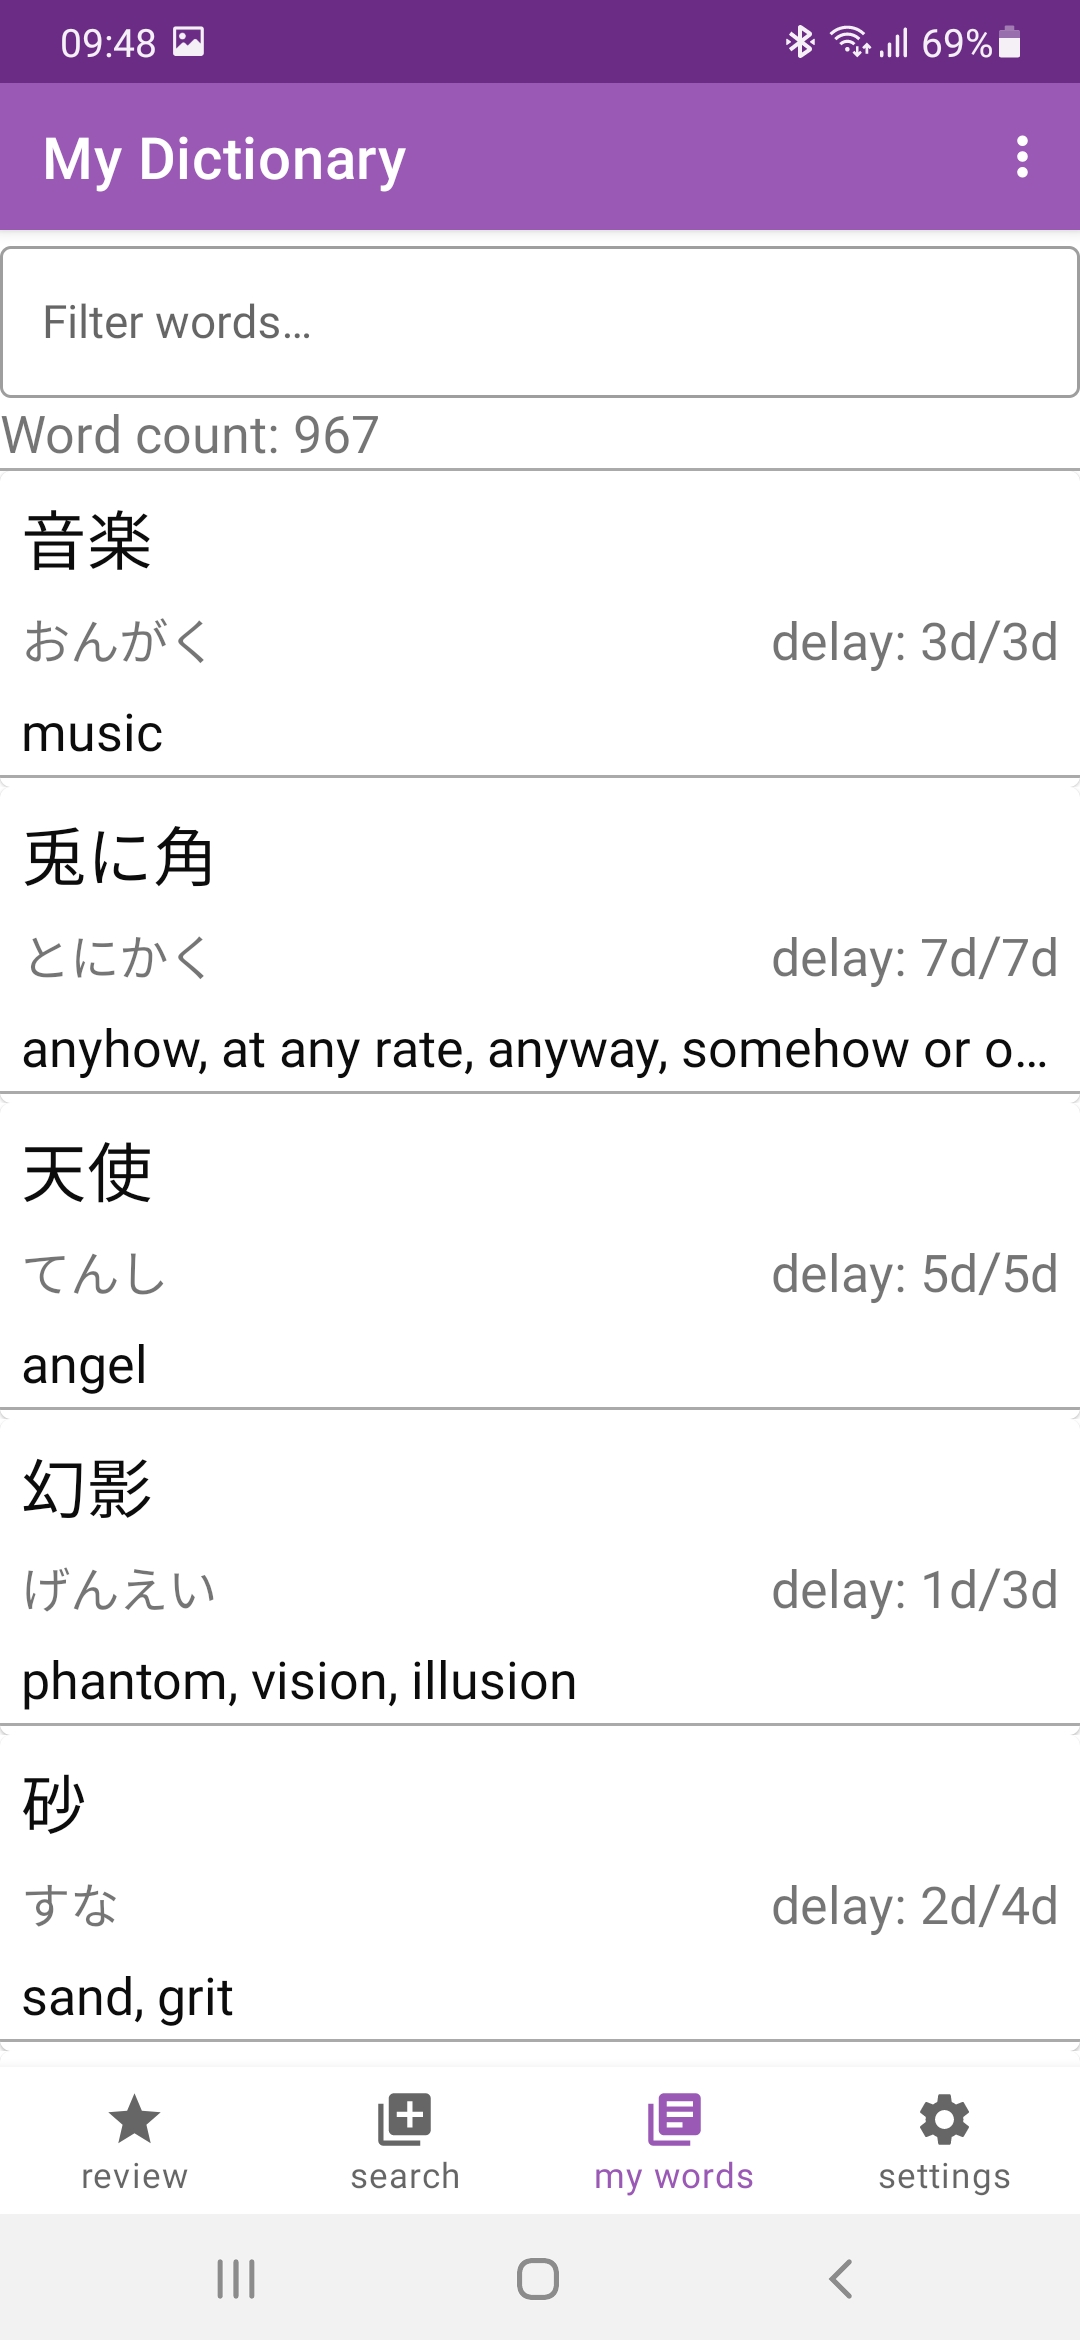 09:48 69%
My Dictionary
Filter words...
Word count: 967
音楽
おんがく delay: 3d/3d
music
兎に角
とにかく delay: 7d/7d
anyhow, at any rate, anyway, somehow or o...
天使
てんし delay: 5d/5d
angel
幻影
げんえい delay: 1d/3d
phantom, vision, illusion
砂
すな delay: 2d/4d
sand, grit
review search my words settings